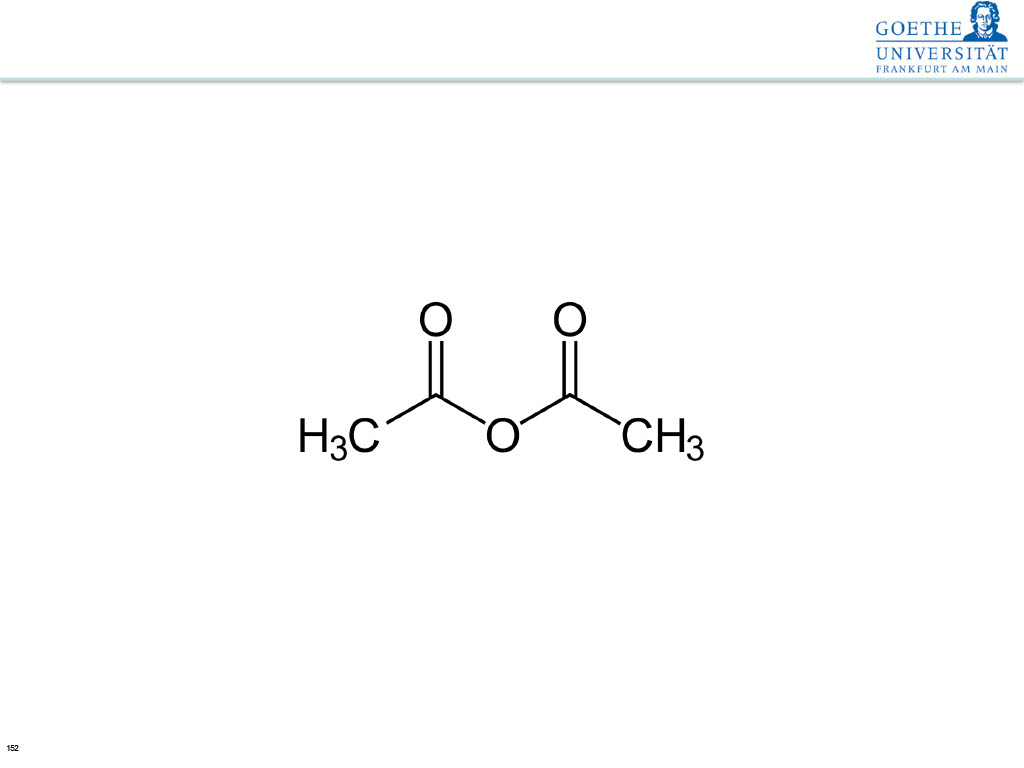 GOETHE
UNIVERSITÄT
FRANKFURT AM MAIN
O O
H₃C O CH₃
152